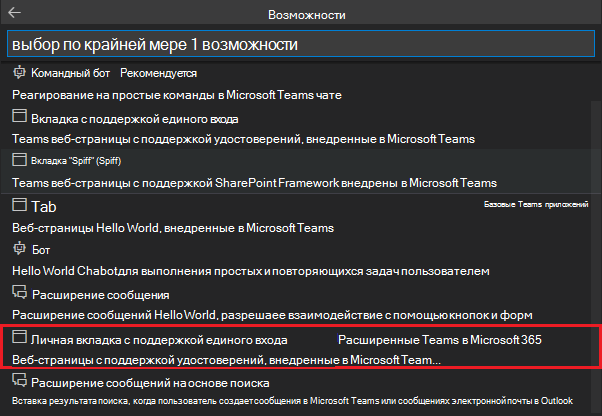 Возможности
выбор по крайней мере 1 возможности
Командный бот Рекомендуется
Реагирование на простые команды в Microsoft Teams чате
Вкладка с поддержкой единого входа
Teams веб-страницы с поддержкой удостоверений, внедренные в Microsoft Teams
Вкладка "Spiff" (Spiff)
Teams веб-страницы с поддержкой SharePoint Framework внедрены в Microsoft Teams
Tab Базовые Teams приложений
Веб-страницы Hello World, внедренные в Microsoft Teams
Бот
Hello World Chabotдля выполнения простых и повторяющихся задач пользователем
Расширение сообщения
Расширение сообщений Hello World, разрешаее взаимодействие с помощью кнопок и форм
Личная вкладка с поддержкой единого входа Расширенные Teams в Microsoft 365
Веб-страницы с поддержкой удостоверений, внедренные в Microsoft Team...
Расширение сообщений на основе поиска
Вставка результата поиска, когда пользователь создает сообщения в Microsoft Teams или сообщениях электронной почты в Outlook